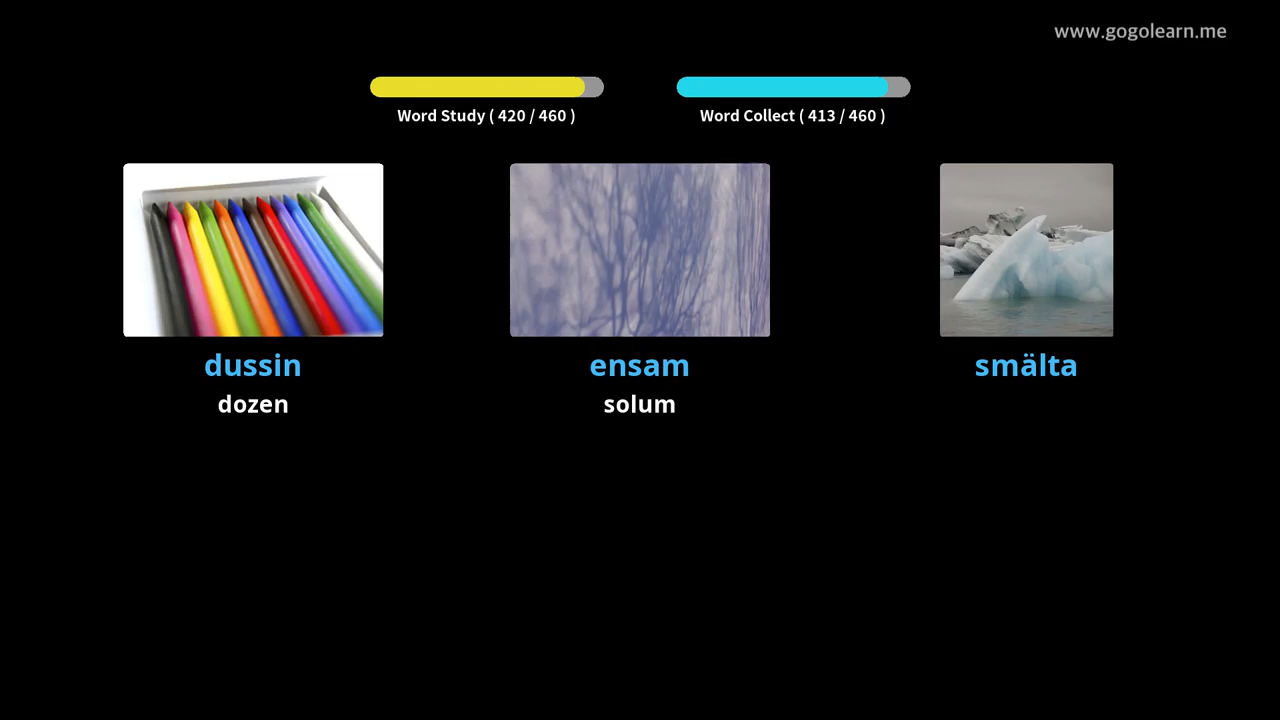 www.gogolearn.me
Word Study ( 420 / 460 )
Word Collect ( 413 / 460 )
dussin
ensam
smälta
dozen
solum